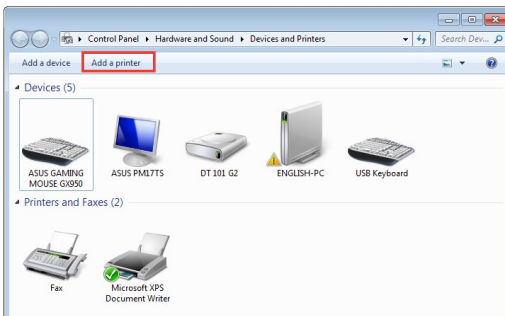 Control Panel ▸ Hardware and Sound ▸ Devices and Printers
Search Dev...
Add a device Add a printer
Devices (5)
ASUS GAMING
MOUSE GX950
ASUS PM17TS
DT 101 G2
ENGLISH-PC
USB Keyboard
Printers and Faxes (2)
Fax
Microsoft XPS
Document Writer